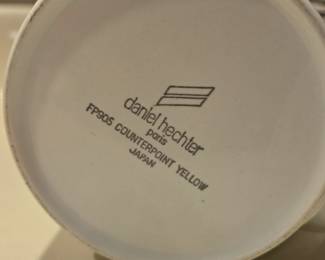 daniel hechter
paris
FP905 COUNTERPOINT YELLOW
JAPAN